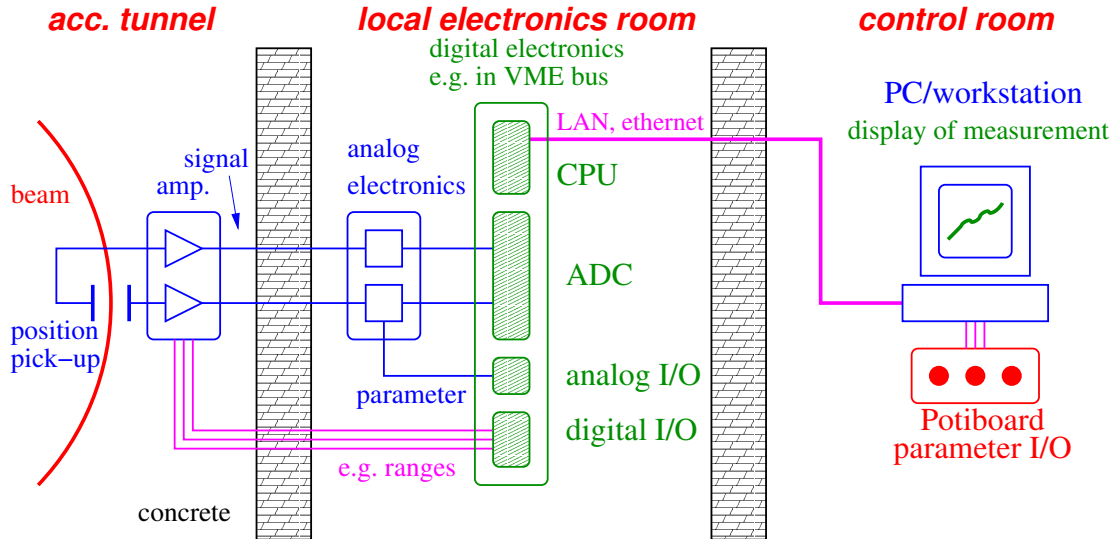 acc. tunnel
local electronics room
control room
digital electronics
e.g. in VME bus
PC/workstation
display of measurement
LAN, ethernet
signal
amp.
analog
electronics
CPU
beam
ADC
position
pick−up
parameter
analog I/O
digital I/O
e.g. ranges
Potiboard
parameter I/O
concrete